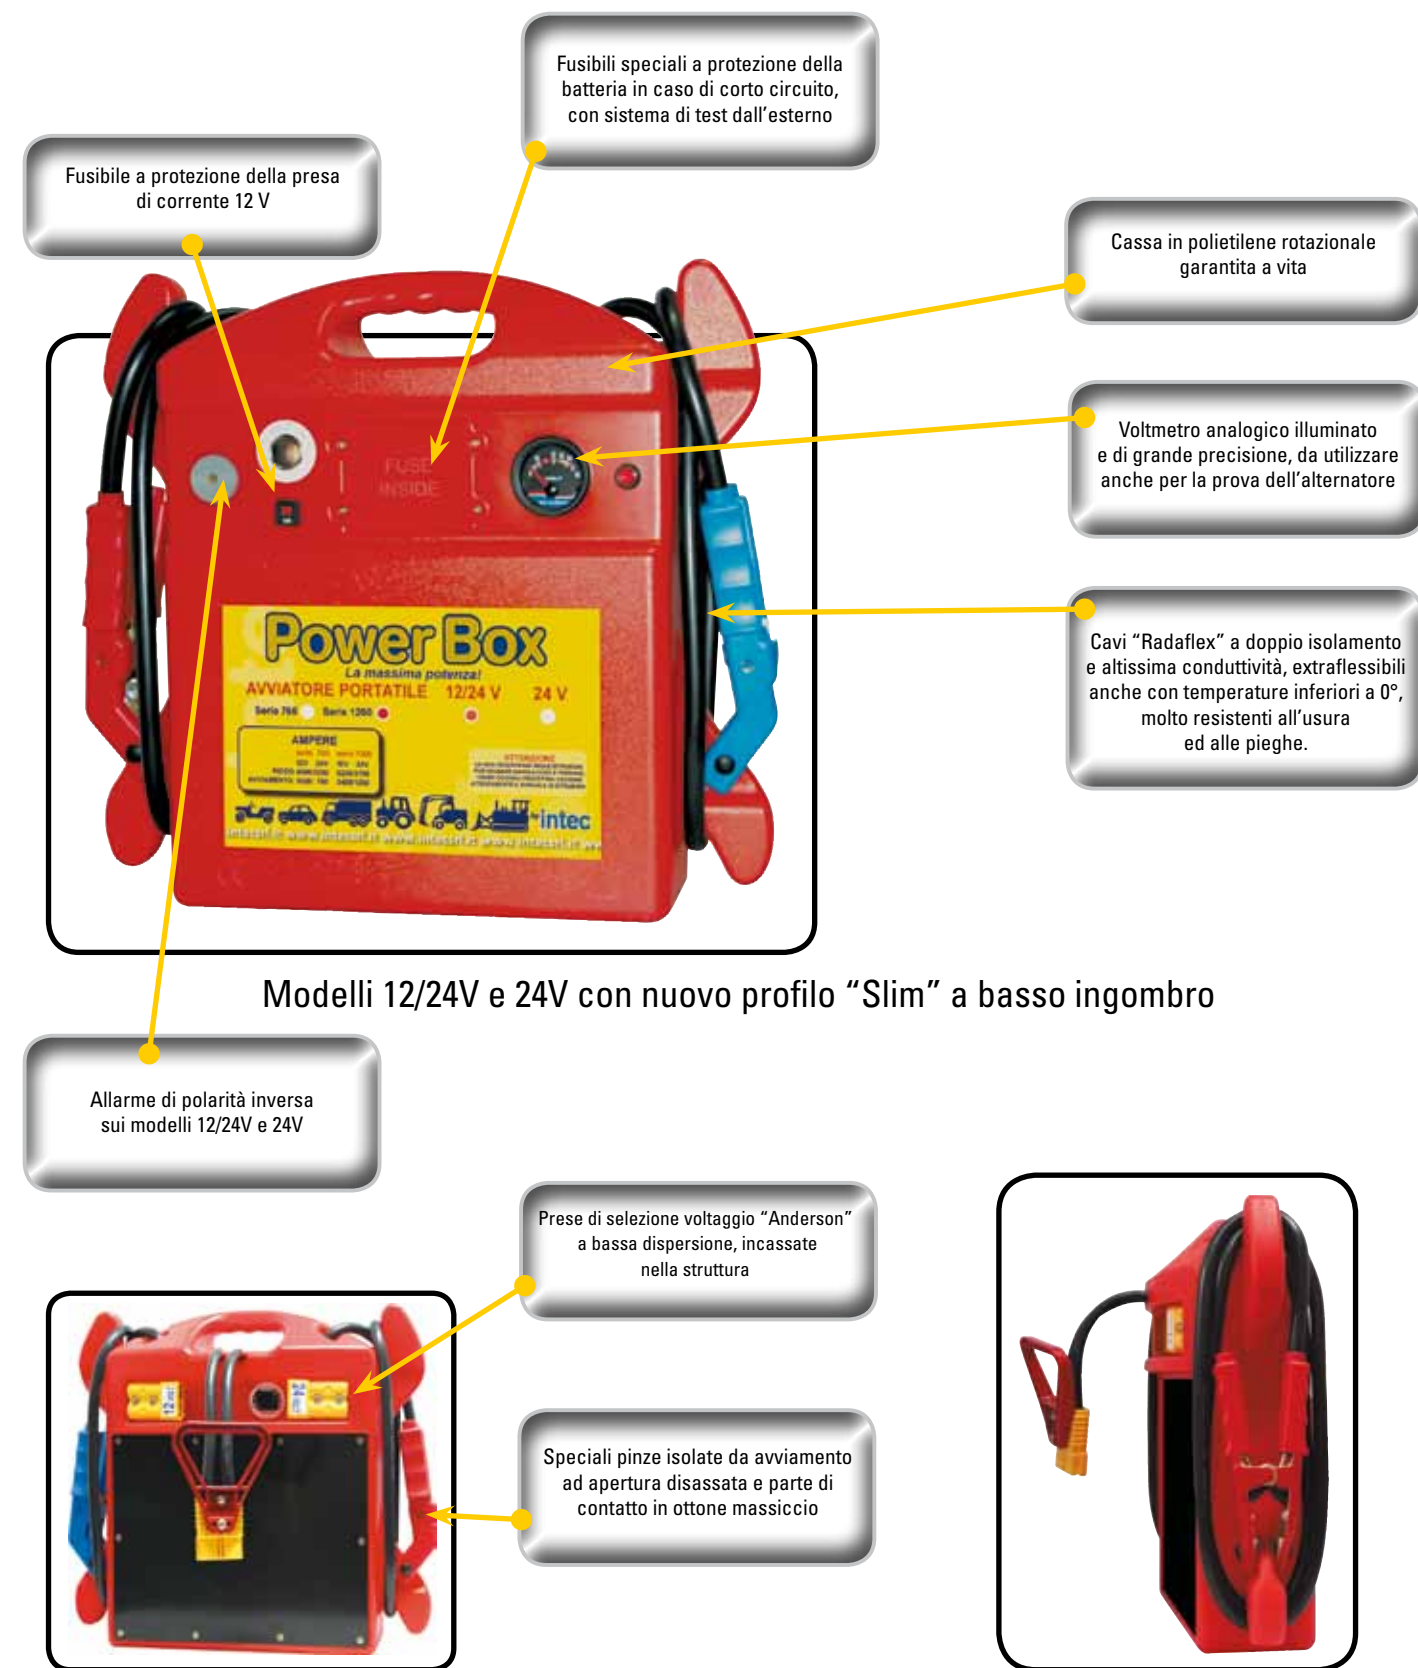 Fusibili speciali a protezione della
batteria in caso di corto circuito,
con sistema di test dall'esterno
Fusibile a protezione della presa
di corrente 12 V
Cassa in polietilene rotazionale
garantita a vita
Voltmetro analogico illuminato
e di grande precisione, da utilizzare
anche per la prova dell'alternatore
Cavi “Radaflex” a doppio isolamento
e altissima conduttività, extraflessibili
anche con temperature inferiori a 0°,
molto resistenti all'usura
ed alle pieghe.
FUSE
INSIDE
Power Box
La massima potenza!
AVVIATORE PORTATILE 12/24 V 24 V
Serie 1260
AMPERE
ATTENZIONE
by intec
Modelli 12/24V e 24V con nuovo profilo “Slim” a basso ingombro
Allarme di polarità inversa
sui modelli 12/24V e 24V
Prese di selezione voltaggio “Anderson”
a bassa dispersione, incassate
nella struttura
12
24
Speciali pinze isolate da avviamento
ad apertura disassata e parte di
contatto in ottone massiccio